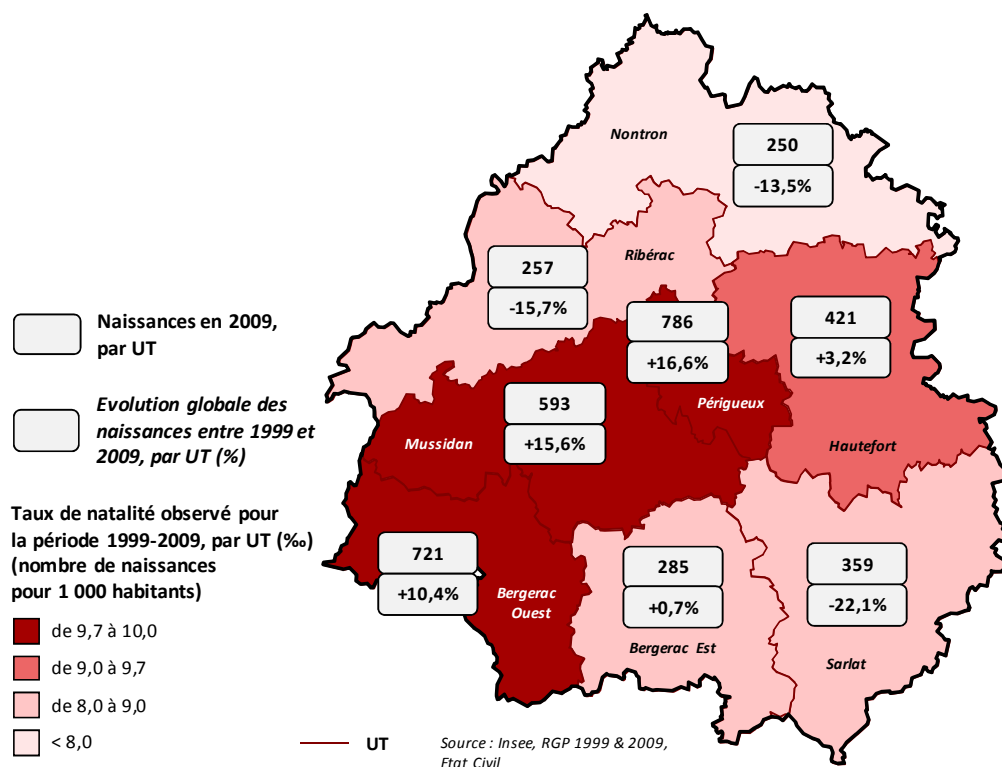 Nontron
250
-13,5%
Ribérac
257
-15,7%
786
+16,6%
Périgueux
421
+3,2%
Hautefort
593
+15,6%
Mussidan
721
+10,4%
Bergerac
Ouest
285
+0,7%
Bergerac Est
359
-22,1%
Sarlat
Naissances en 2009,
par UT
Evolution globale des
naissances entre 1999 et
2009, par UT (%)
Taux de natalité observé pour
la période 1999-2009, par UT (‰)
(nombre de naissances
pour 1 000 habitants)
de 9,7 à 10,0
de 9,0 à 9,7
de 8,0 à 9,0
< 8,0
UT
Source : Insee, RGP 1999 & 2009,
Etat Civil